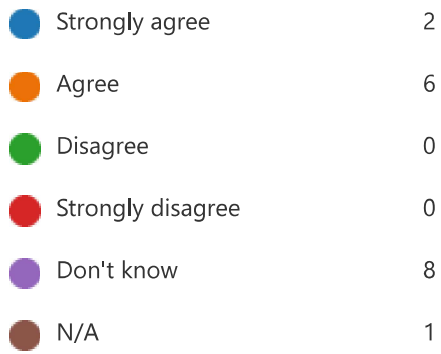 Strongly agree 2
Agree 6
Disagree 0
Strongly disagree 0
Don't know 8
N/A 1